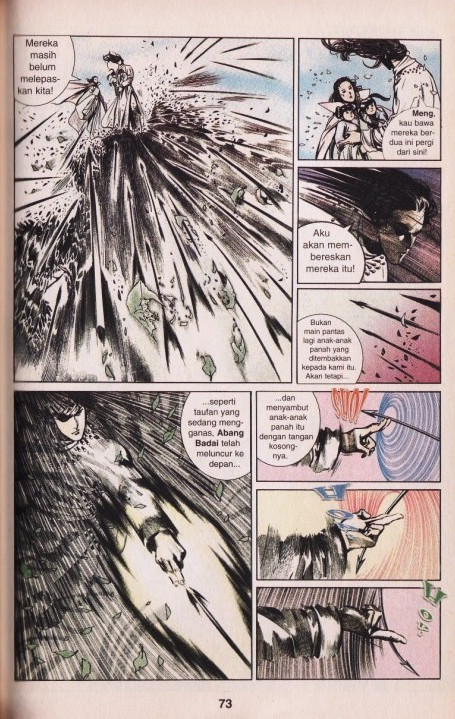 Mereka
masih
belum
melepas-
kan kita!
Meng,
kau bawa
mereka ber-
dua ini pergi
dari sini!
Aku
akan mem-
bereskan
mereka itu!
Bukan
main pantas
lagi anak-anak
panah yang
ditembakkan
kepada kami itu.
Akan tetapi...
...seperti
taufan yang
sedang meng-
ganas, Abang
Badai telah
meluncur ke
depan...
...dan
menyambut
anak-anak
panah itu
dengan tangan
kosong-
nya.
73